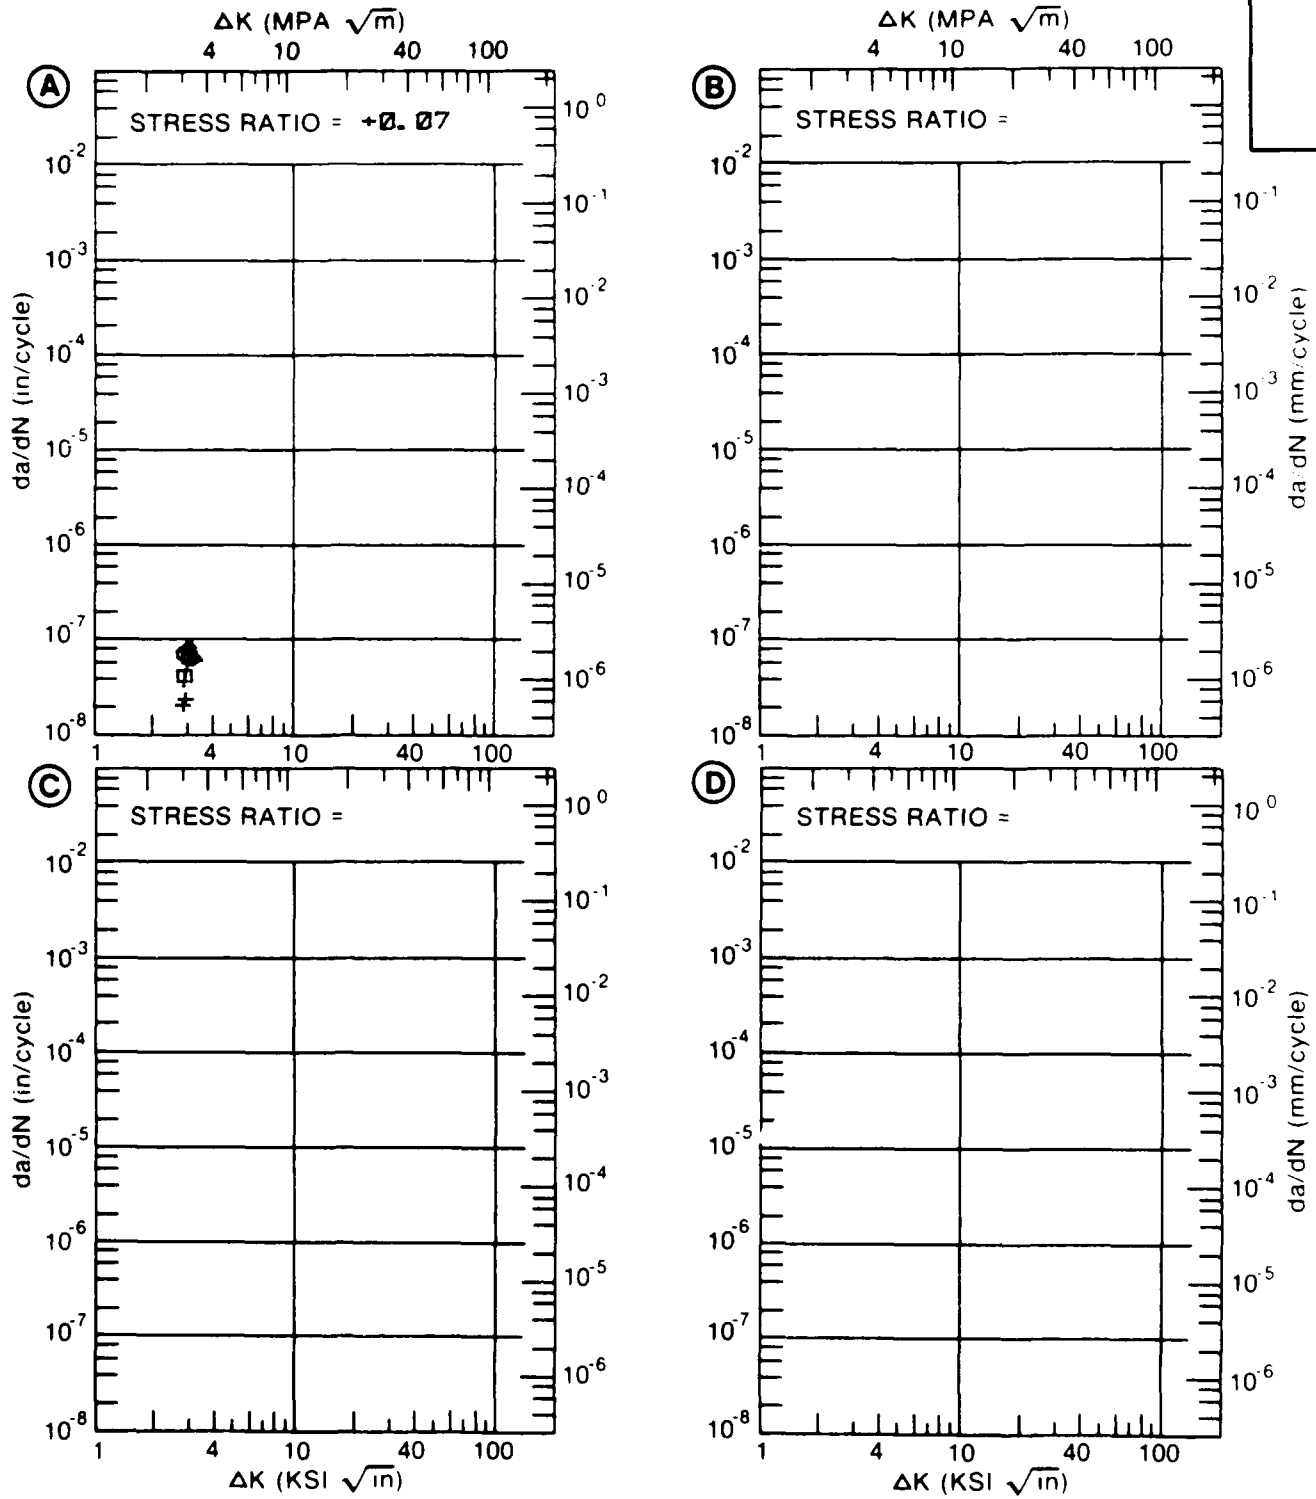 ΔK (MPA √m) ΔK (MPA √m)
4 10 40 100 4 10 40 100
A B
STRESS RATIO = +0.07 STRESS RATIO =
10^0
10^-2 10^-2
10^-1 10^-1
10^-3 10^-3
10^-2 10^-2
10^-4 10^-4
10^-3 10^-3
10^-5 10^-5
10^-4 10^-4
10^-6 10^-6
10^-5 10^-5
10^-7 10^-7
10^-6 10^-6
10^-8 10^-8
da/dN (in/cycle) da/dN (mm/cycle)
1 4 10 40 100 1 4 10 40 100
C D
STRESS RATIO = STRESS RATIO =
10^0 10^0
10^-2 10^-2
10^-1 10^-1
10^-3 10^-3
10^-2 10^-2
10^-4 10^-4
10^-3 10^-3
10^-5 10^-5
10^-4 10^-4
10^-6 10^-6
10^-5 10^-5
10^-7 10^-7
10^-6 10^-6
10^-8 10^-8
da/dN (in/cycle) da/dN (mm/cycle)
1 4 10 40 100 1 4 10 40 100
ΔK (KSI √in) ΔK (KSI √in)